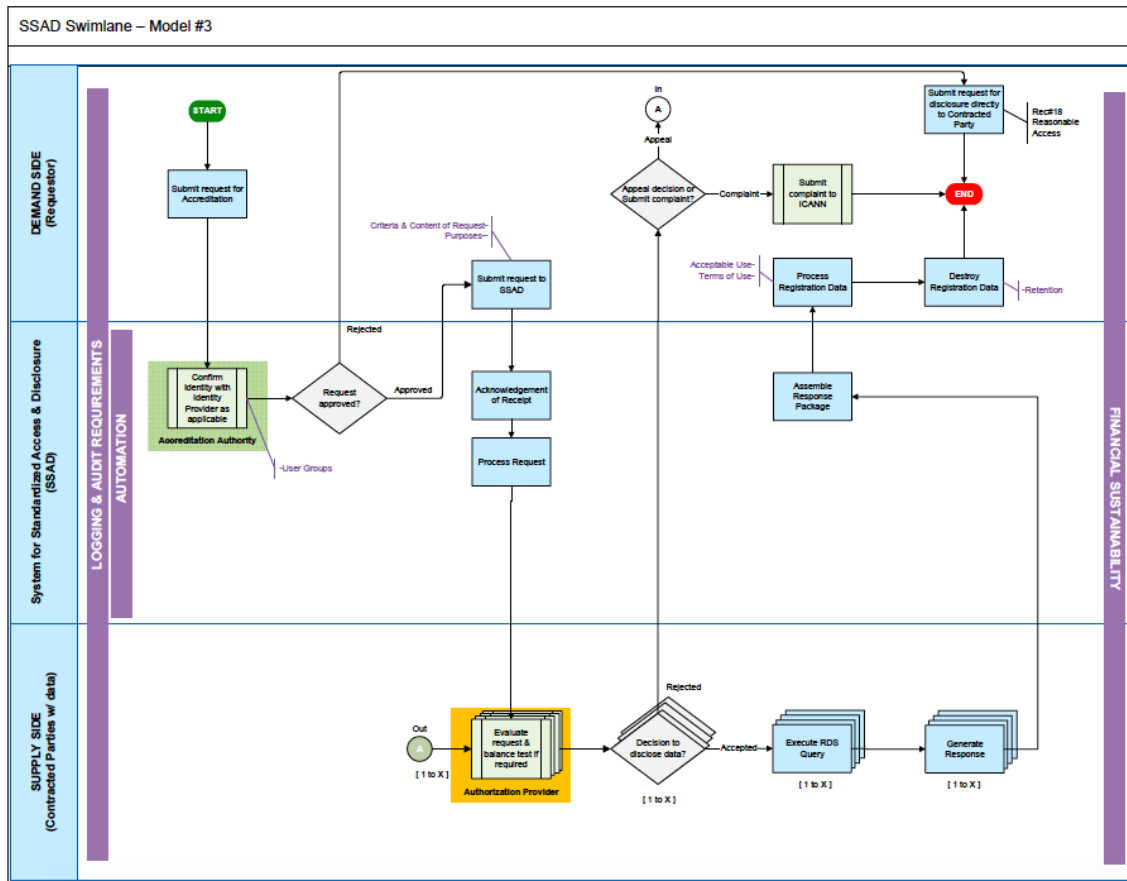 SSAD Swimlane – Model #3
DEMAND SIDE
(Requestor)
System for Standardized Access & Disclosure
(SSAD)
SUPPLY SIDE
(Contracted Parties w/ data)
LOGGING & AUDIT REQUIREMENTS
AUTOMATION
FINANCIAL SUSTAINABILITY
START
Submit request for
Accreditation
Confirm
Identity with
Identity
Provider as
applicable
Accreditation Authority
-User Groups
Request
approved?
Rejected
Approved
Criteria & Content of Request-
Purposes–
Submit request to
SSAD
Acknowledgement
of Receipt
Process Request
Out
A
[ 1 to X ]
Evaluate
request &
balance test if
required
Authorization Provider
Decision to
disclose data?
[ 1 to X ]
Rejected
Accepted
Execute RDS
Query
[ 1 to X ]
Generate
Response
[ 1 to X ]
Assemble
Response
Package
Acceptable Use-
Terms of Use-
Process
Registration Data
Destroy
Registration Data
-Retention
In
A
Appeal
Appeal decision or
Submit complaint?
Complaint
Submit
complaint to
ICANN
END
Submit request for
disclosure directly
to Contracted
Party
Rec#18
Reasonable
Access